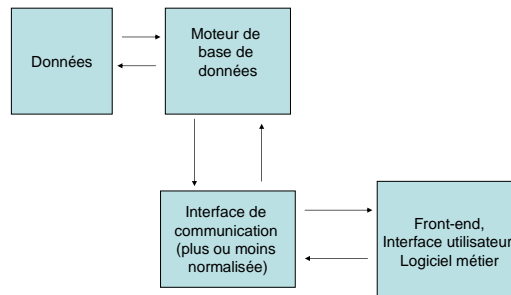 Données
Moteur de
base de
données
Interface de
communication
(plus ou moins
normalisée)
Front-end,
Interface utilisateur
Logiciel métier